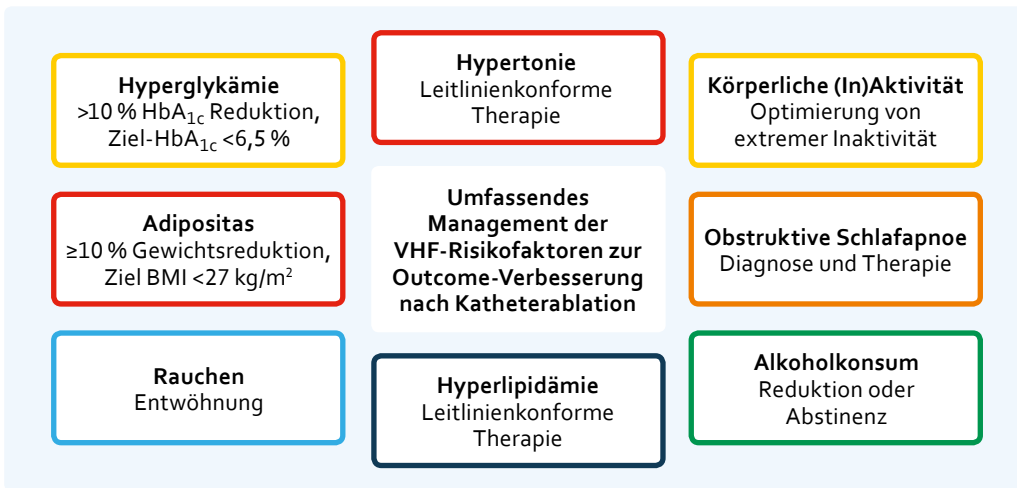 Hyperglykämie
>10 % HbA1c Reduktion,
Ziel-HbA1c <6,5 %
Hypertonie
Leitlinienkonforme
Therapie
Körperliche (In)Aktivität
Optimierung von
extremer Inaktivität
Adipositas
≥10 % Gewichtsreduktion,
Ziel BMI <27 kg/m²
Umfassendes
Management der
VHF-Risikofaktoren zur
Outcome-Verbesserung
nach Katheterablation
Obstruktive Schlafapnoe
Diagnose und Therapie
Rauchen
Entwöhnung
Hyperlipidämie
Leitlinienkonforme
Therapie
Alkoholkonsum
Reduktion oder
Abstinenz